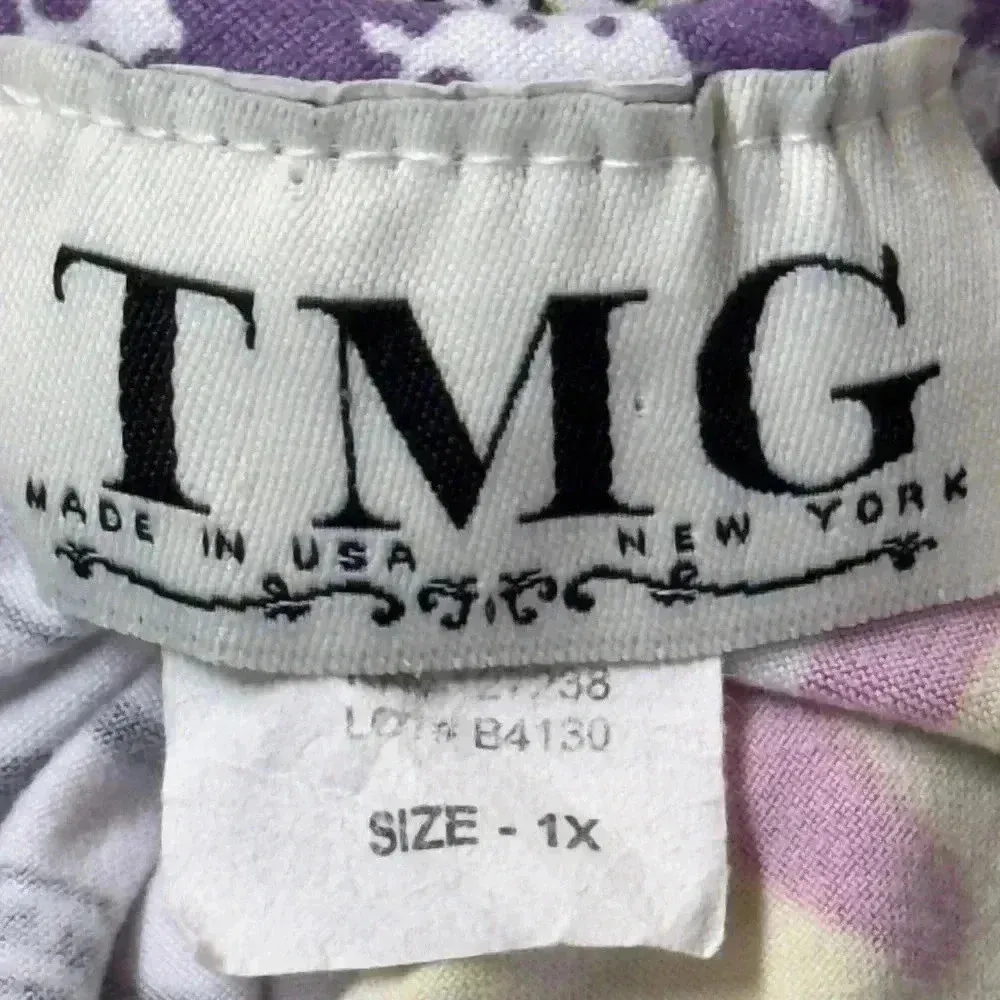 TMG
MADE IN USA NEW YORK
LOT# B4130
SIZE - 1X